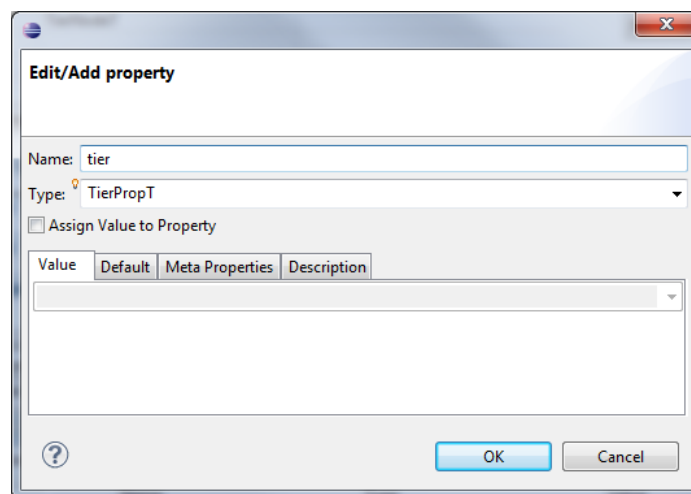 Edit/Add property
Name: tier
Type: TierPropT
Assign Value to Property
Value Default Meta Properties Description
OK Cancel